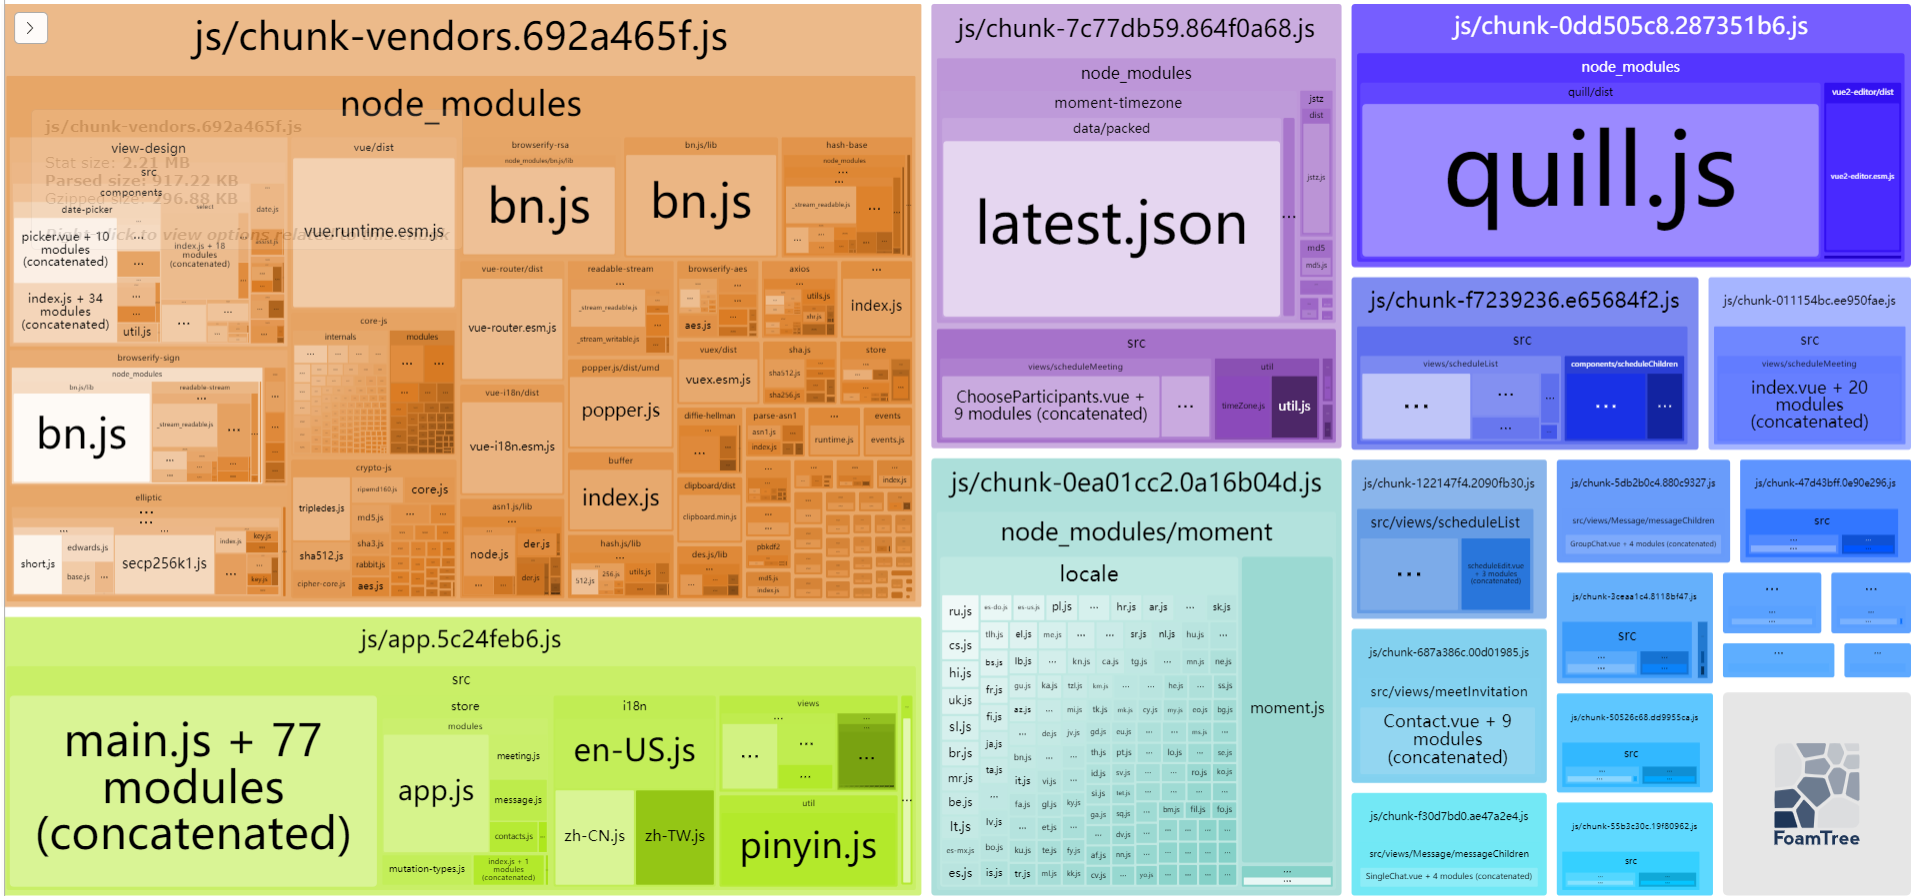 js/chunk-vendors.692a465f.js
node_modules
js/chunk-vendors.692a465f.js
Stat size: 2.21 MB
Parsed size: 917.22 KB
Gzipped size: 296.88 KB
view-design
src
components
date-picker
select
date.js
picker.vue + 10
modules
(concatenated)
index.js + 18
modules
(concatenated)
index.js + 34
modules
(concatenated)
util.js
vue/dist
vue.runtime.esm.js
browserify-rsa
node_modules/bn.js/lib
bn.js
bn.js/lib
bn.js
hash-base
node_modules
_stream_readable.js
browserify-sign
node_modules
bn.js/lib
bn.js
readable-stream
_stream_readable.js
elliptic
short.js
edwards.js
base.js
secp256k1.js
index.js
key.js
key.js
core-js
internals
modules
crypto-js
tripledes.js
ripemd160.js
core.js
md5.js
sha512.js
sha3.js
rabbit.js
cipher-core.js
aes.js
vue-router/dist
vue-router.esm.js
vue-i18n/dist
vue-i18n.esm.js
asn1.js/lib
node.js
der.js
der.js
readable-stream
_stream_readable.js
_stream_writable.js
popper.js/dist/umd
popper.js
buffer
index.js
hash.js/lib
512.js
256.js
utils.js
browserify-aes
aes.js
axios
utils.js
xhr.js
index.js
vuex/dist
vuex.esm.js
sha.js
sha512.js
sha256.js
store
diffie-hellman
parse-asn1
asn1.js
index.js
runtime.js
events
events.js
clipboard/dist
clipboard.min.js
index.js
des.js/lib
pbkdf2
md5.js
index.js
js/app.5c24feb6.js
src
main.js + 77
modules
(concatenated)
store
modules
app.js
meeting.js
message.js
contacts.js
mutation-types.js
index.js + 1
modules
(concatenated)
i18n
en-US.js
zh-CN.js
zh-TW.js
views
util
pinyin.js
js/chunk-7c77db59.864f0a68.js
node_modules
moment-timezone
data/packed
latest.json
jstz
dist
jstz.js
md5
md5.js
src
views/scheduleMeeting
ChooseParticipants.vue +
9 modules (concatenated)
util
timeZone.js
util.js
js/chunk-0ea01cc2.0a16b04d.js
node_modules/moment
locale
moment.js
ru.js
es-do.js
es-us.js
pl.js
hr.js
ar.js
sk.js
cs.js
tlh.js
el.js
me.js
sr.js
nl.js
hu.js
hi.js
bs.js
lb.js
kn.js
ca.js
tg.js
mn.js
ne.js
uk.js
fr.js
gu.js
ka.js
tzl.js
km.js
he.js
ss.js
sl.js
fi.js
az.js
mi.js
tk.js
mk.js
cy.js
my.js
eo.js
bg.js
br.js
ja.js
de.js
jv.js
gd.js
eu.js
ms.js
mr.js
ta.js
bn.js
th.js
pt.js
lo.js
se.js
be.js
it.js
vi.js
id.js
sv.js
ro.js
ko.js
lt.js
lv.js
fa.js
gl.js
ky.js
si.js
tet.js
es-mx.js
bo.js
et.js
ga.js
sq.js
bm.js
fil.js
fo.js
es.js
is.js
ku.js
te.js
fy.js
dv.js
tr.js
ml.js
kk.js
af.js
nn.js
cv.js
yo.js
js/chunk-0dd505c8.287351b6.js
node_modules
quill/dist
quill.js
vue2-editor/dist
vue2-editor.esm.js
js/chunk-f7239236.e65684f2.js
src
views/scheduleList
components/scheduleChildren
js/chunk-011154bc.ee950fae.js
src
views/scheduleMeeting
index.vue + 20
modules
(concatenated)
js/chunk-122147f4.2090fb30.js
src/views/scheduleList
scheduleEdit.vue
+ 3 modules
(concatenated)
js/chunk-5db2b0c4.880c9327.js
src/views/Message/messageChildren
GroupChat.vue + 4 modules (concatenated)
js/chunk-47d43bff.0e90e296.js
src
js/chunk-3ceaa1c4.8118bf47.js
src
js/chunk-687a386c.00d01985.js
src/views/meetInvitation
Contact.vue + 9
modules
(concatenated)
js/chunk-50526c68.dd9955ca.js
src
js/chunk-f30d7bd0.ae47a2e4.js
src/views/Message/messageChildren
SingleChat.vue + 4 modules (concatenated)
js/chunk-55b3c30c.19f80962.js
src
FoamTree